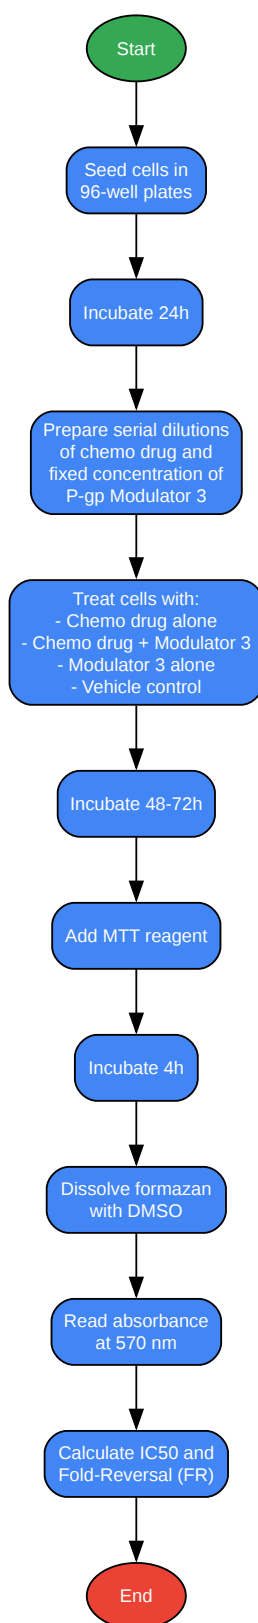 Start
Seed cells in
96-well plates
Incubate 24h
Prepare serial dilutions
of chemo drug and
fixed concentration of
P-gp Modulator 3
Treat cells with:
- Chemo drug alone
- Chemo drug + Modulator 3
- Modulator 3 alone
- Vehicle control
Incubate 48-72h
Add MTT reagent
Incubate 4h
Dissolve formazan
with DMSO
Read absorbance
at 570 nm
Calculate IC50 and
Fold-Reversal (FR)
End